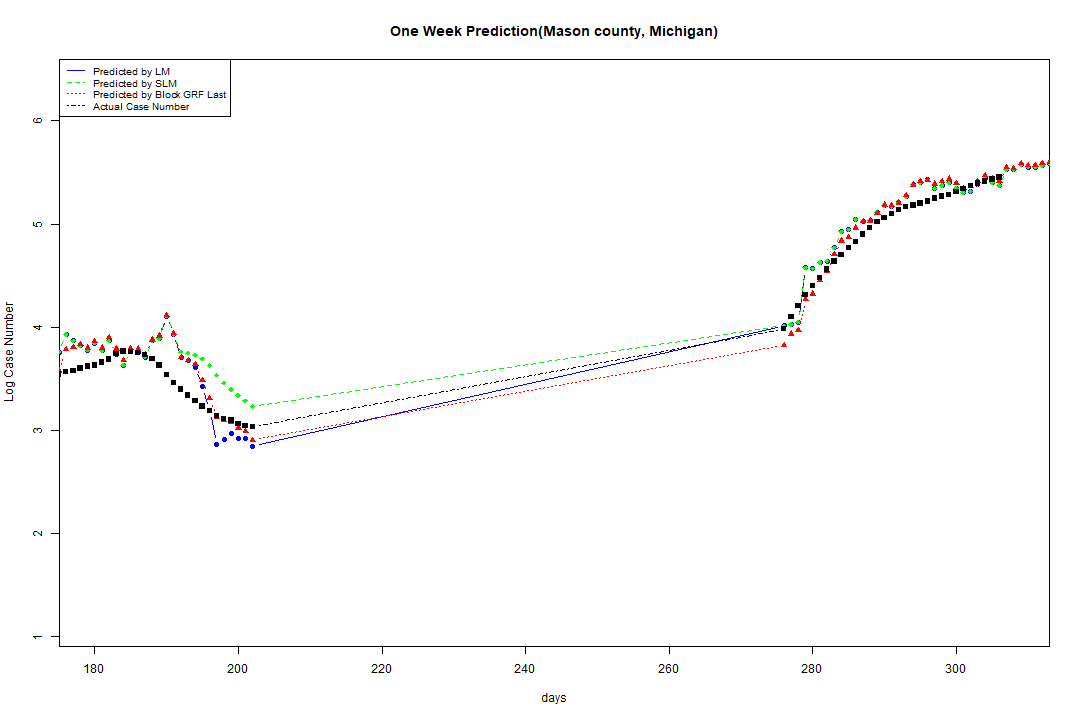 One Week Prediction(Mason county, Michigan)
Predicted by LM
Predicted by SLM
Predicted by Block GRF Last
Actual Case Number
Log Case Number
6
5
4
3
2
1
180 200 220 240 260 280 300
days